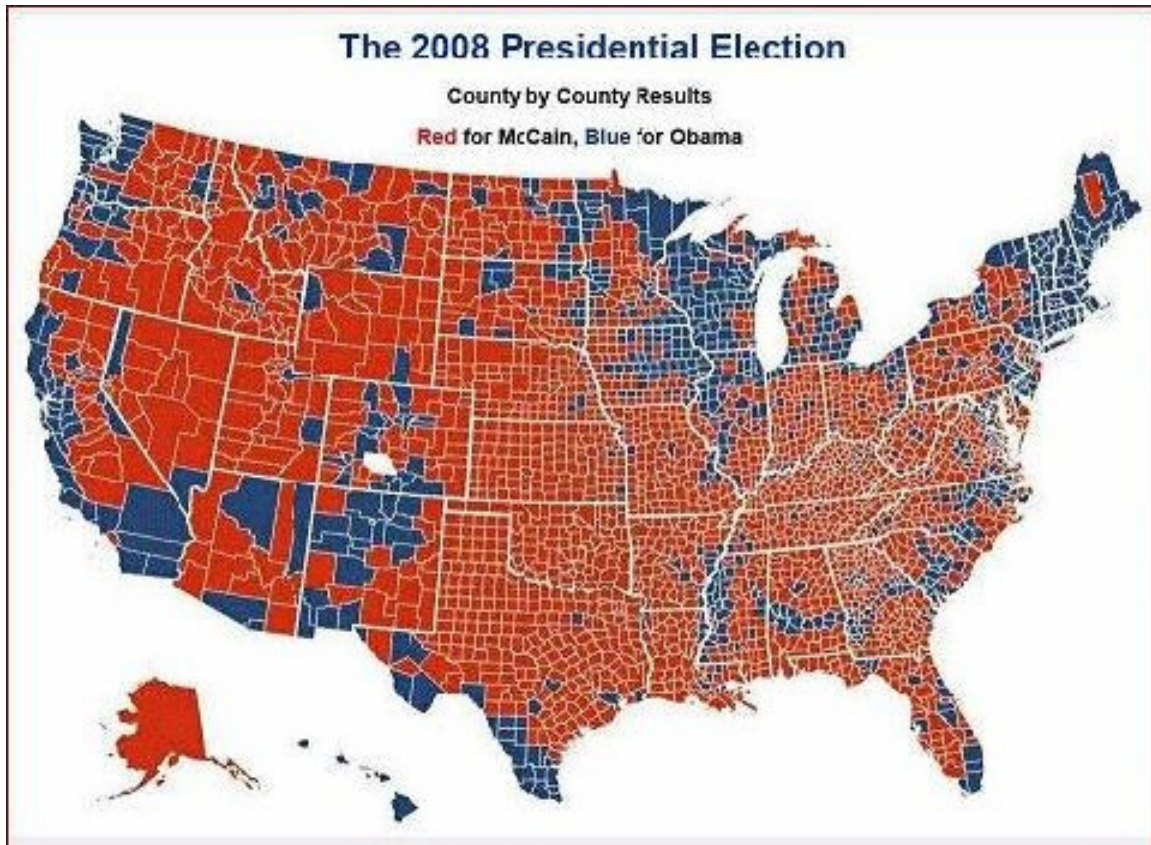 The 2008 Presidential Election
County by County Results
Red for McCain, Blue for Obama